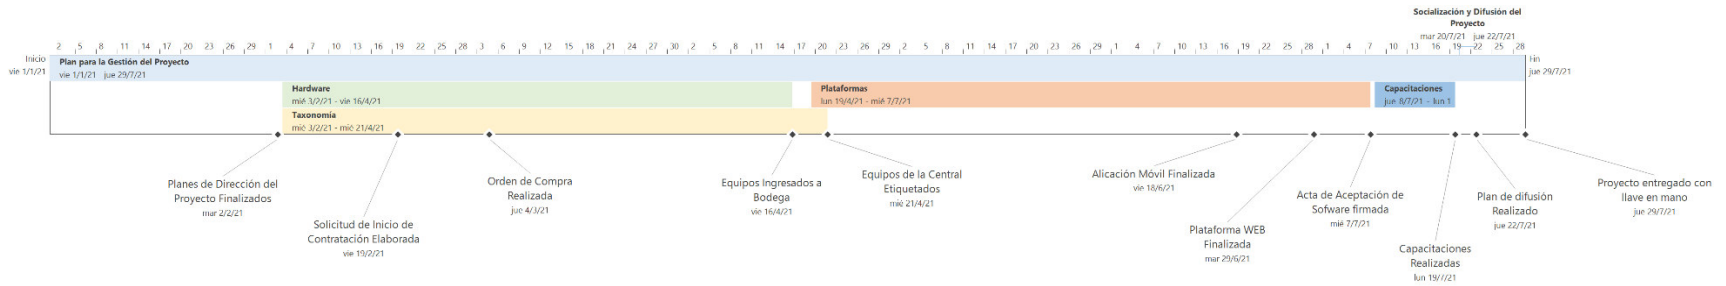 Socialización y Difusión del
Proyecto
mar 20/7/21 jue 22/7/21
2 5 8 11 14 17 20 23 26 29 1 4 7 10 13 16 19 22 25 28 3 6 9 12 15 18 21 24 27 30 2 5 8 11 14 17 20 23 26 29 2 5 8 11 14 17 20 23 26 29 1 4 7 10 13 16 19 22 25 28 1 4 7 10 13 16 19 22 25 28
Inicio
vie 1/1/21
Plan para la Gestión del Proyecto
vie 1/1/21 jue 29/7/21
Fin
jue 29/7/21
Hardware
mié 3/2/21 - vie 16/4/21
Plataformas
lun 19/4/21 - mié 7/7/21
Capacitaciones
jue 8/7/21 - lun 1
Taxonomía
mié 3/2/21 - mié 21/4/21
Planes de Dirección del
Proyecto Finalizados
mar 2/2/21
Solicitud de Inicio de
Contratación Elaborada
vie 19/2/21
Orden de Compra
Realizada
jue 4/3/21
Equipos Ingresados a
Bodega
vie 16/4/21
Equipos de la Central
Etiquetados
mié 21/4/21
Alicación Móvil Finalizada
vie 18/6/21
Plataforma WEB
Finalizada
mar 29/6/21
Acta de Aceptación de
Sofware firmada
mié 7/7/21
Capacitaciones
Realizadas
lun 19/7/21
Plan de difusión
Realizado
jue 22/7/21
Proyecto entregado con
llave en mano
jue 29/7/21